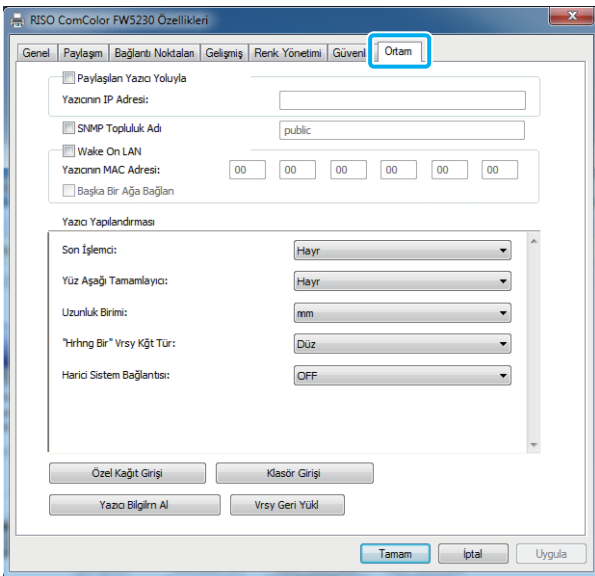 RISO ComColor FW5230 Özellikleri
Genel Paylaşım Bağlantı Noktaları Gelişmiş Renk Yönetimi Güvenl Ortam
Paylaşılan Yazıcı Yoluyla
Yazıcının IP Adresi:
SNMP Topluluk Adı public
Wake On LAN
Yazıcının MAC Adresi: 00 00 00 00 00 00
Başka Bir Ağa Bağlan
Yazıcı Yapılandırması
Son İşlemci: Hayr
Yüz Aşağı Tamamlayıcı: Hayr
Uzunluk Birimi: mm
"Hrhng Bir" Vrsy Kğt Tür: Düz
Harici Sistem Bağlantısı: OFF
Özel Kağıt Girişi Klasör Girişi
Yazıcı Bilgilrn Al Vrsy Geri Yükl
Tamam İptal Uygula